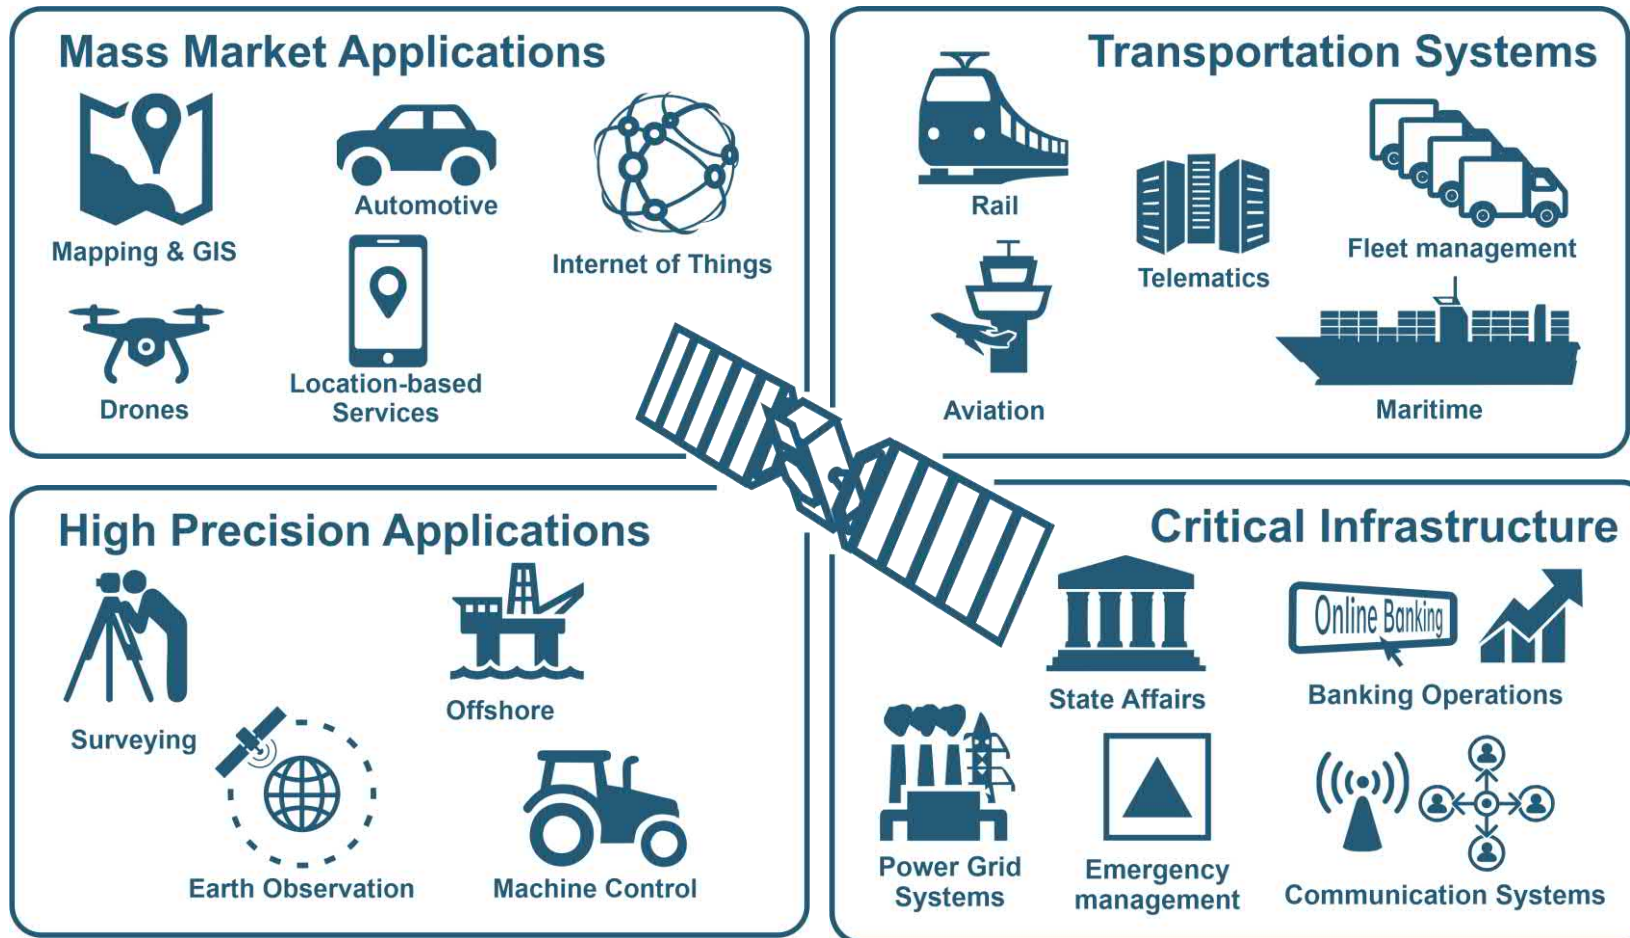 Mass Market Applications
Mapping & GIS
Automotive
Internet of Things
Drones
Location-based
Services
Transportation Systems
Rail
Telematics
Fleet management
Aviation
Maritime
High Precision Applications
Surveying
Offshore
Earth Observation
Machine Control
Critical Infrastructure
State Affairs
Online Banking
Banking Operations
Power Grid
Systems
Emergency
management
Communication Systems